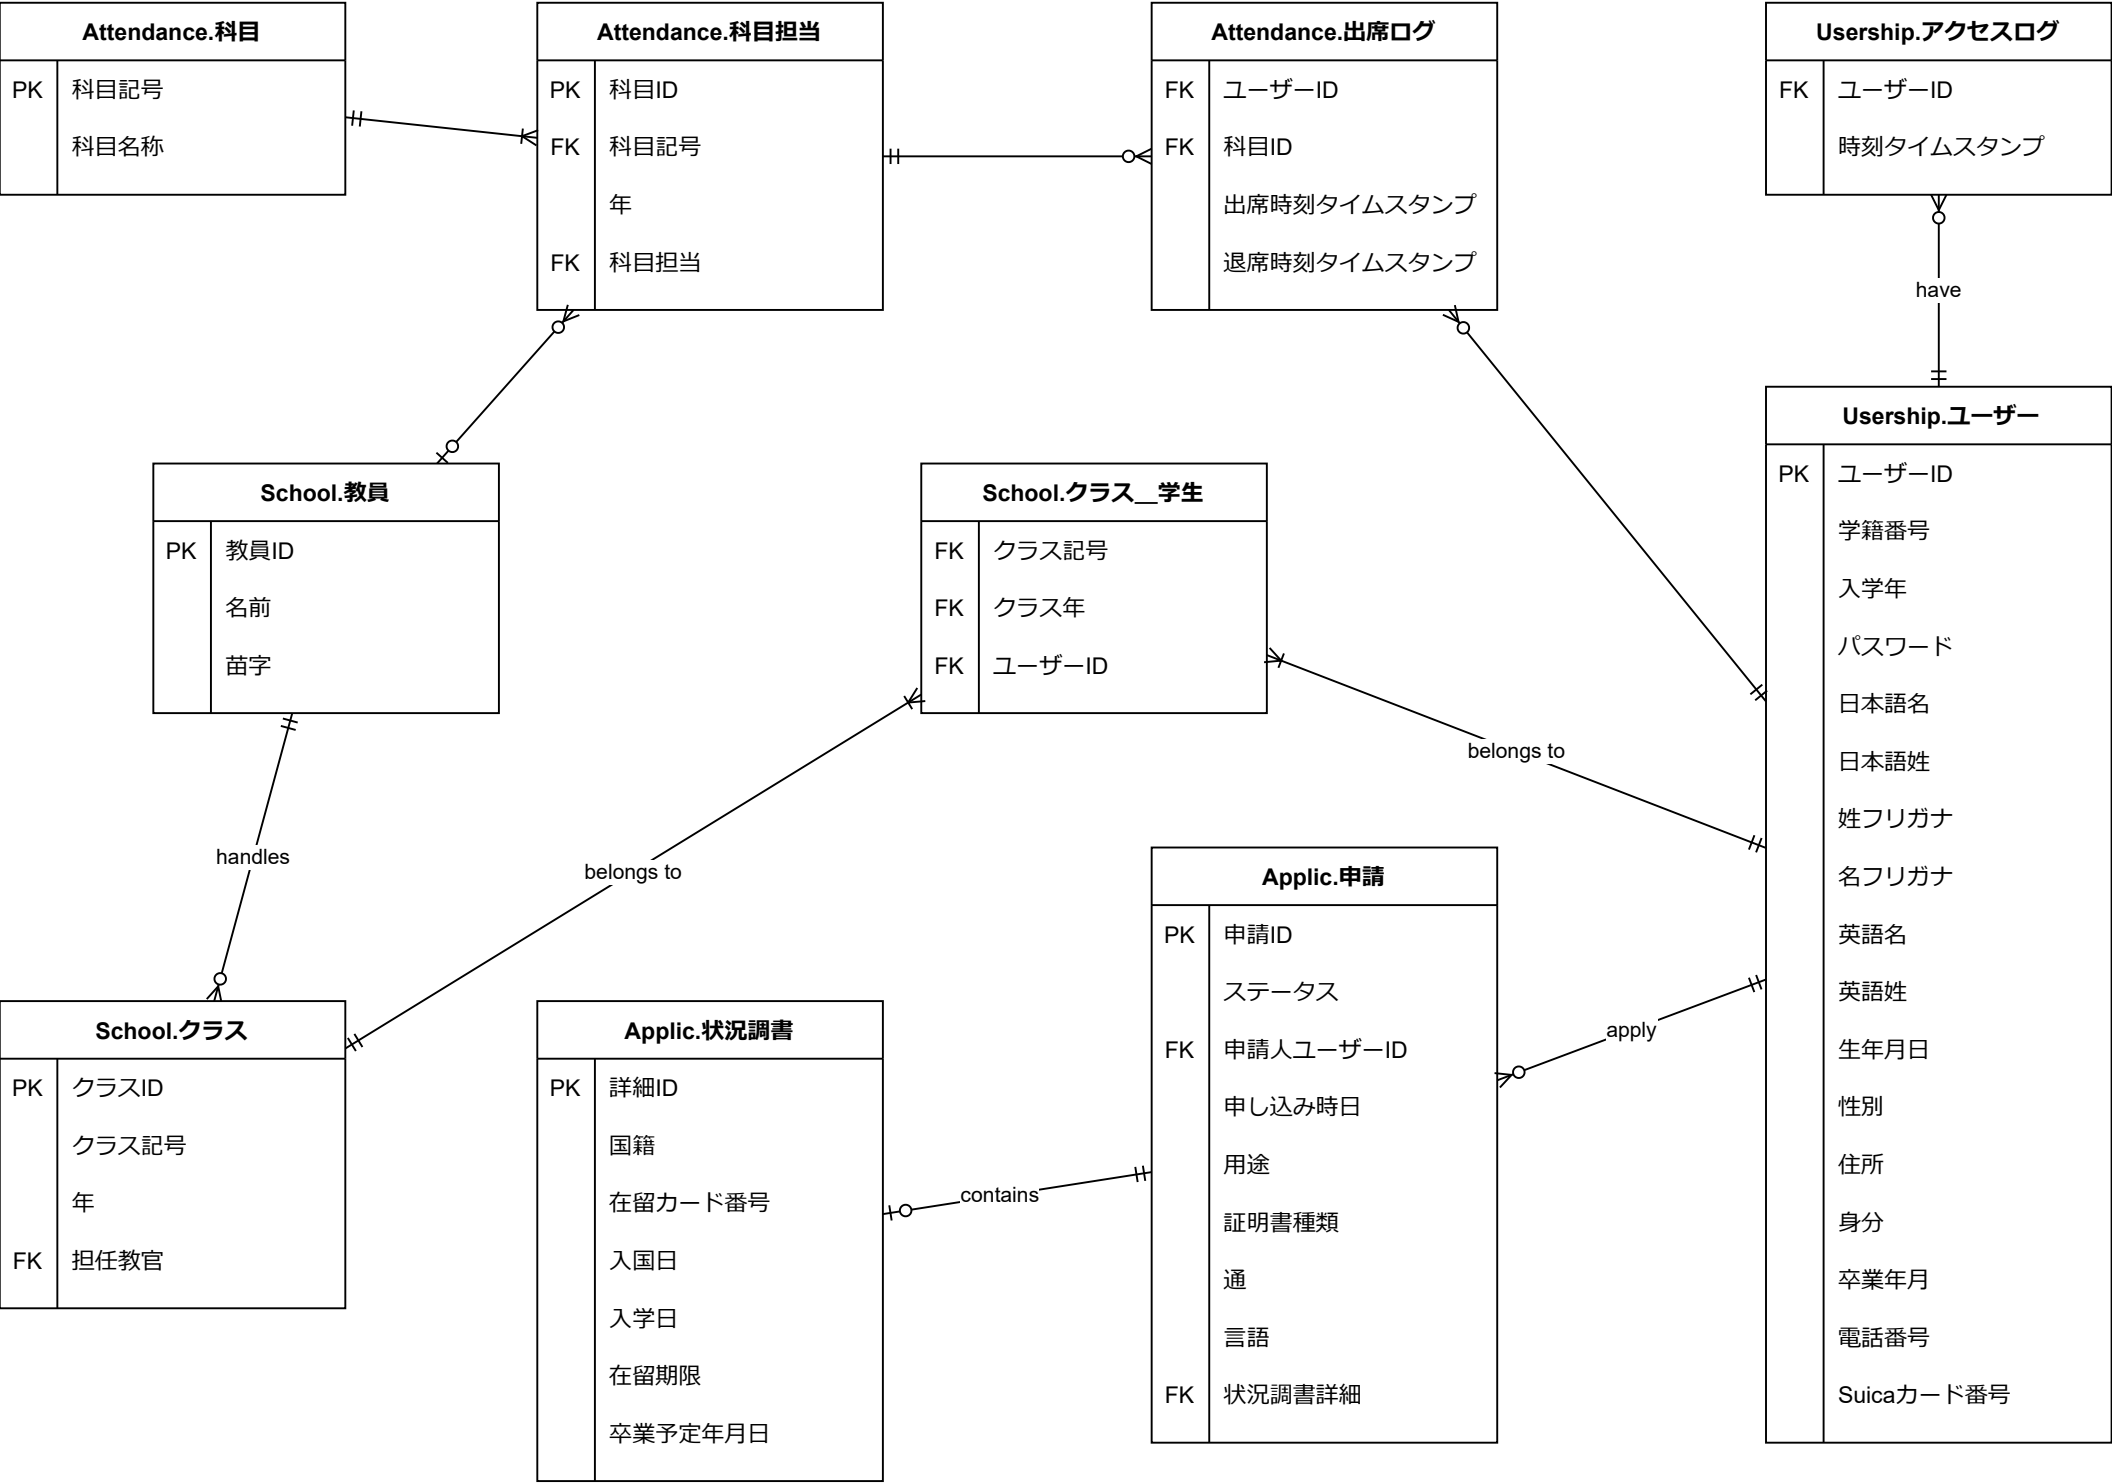 Attendance.科目
PK 科目記号
科目名称
Attendance.科目担当
PK 科目ID
FK 科目記号
年
FK 科目担当
Attendance.出席ログ
FK ユーザーID
FK 科目ID
出席時刻タイムスタンプ
退席時刻タイムスタンプ
Usership.アクセスログ
FK ユーザーID
時刻タイムスタンプ
have
School.教員
PK 教員ID
名前
苗字
School.クラス__学生
FK クラス記号
FK クラス年
FK ユーザーID
Usership.ユーザー
PK ユーザーID
学籍番号
入学年
パスワード
日本語名
日本語姓
姓フリガナ
名フリガナ
英語名
英語姓
生年月日
性別
住所
身分
卒業年月
電話番号
Suicaカード番号
handles
belongs to
belongs to
apply
contains
School.クラス
PK クラスID
クラス記号
年
FK 担任教官
Applic.状況調書
PK 詳細ID
国籍
在留カード番号
入国日
入学日
在留期限
卒業予定年月日
Applic.申請
PK 申請ID
ステータス
FK 申請人ユーザーID
申し込み時日
用途
証明書種類
通
言語
FK 状況調書詳細